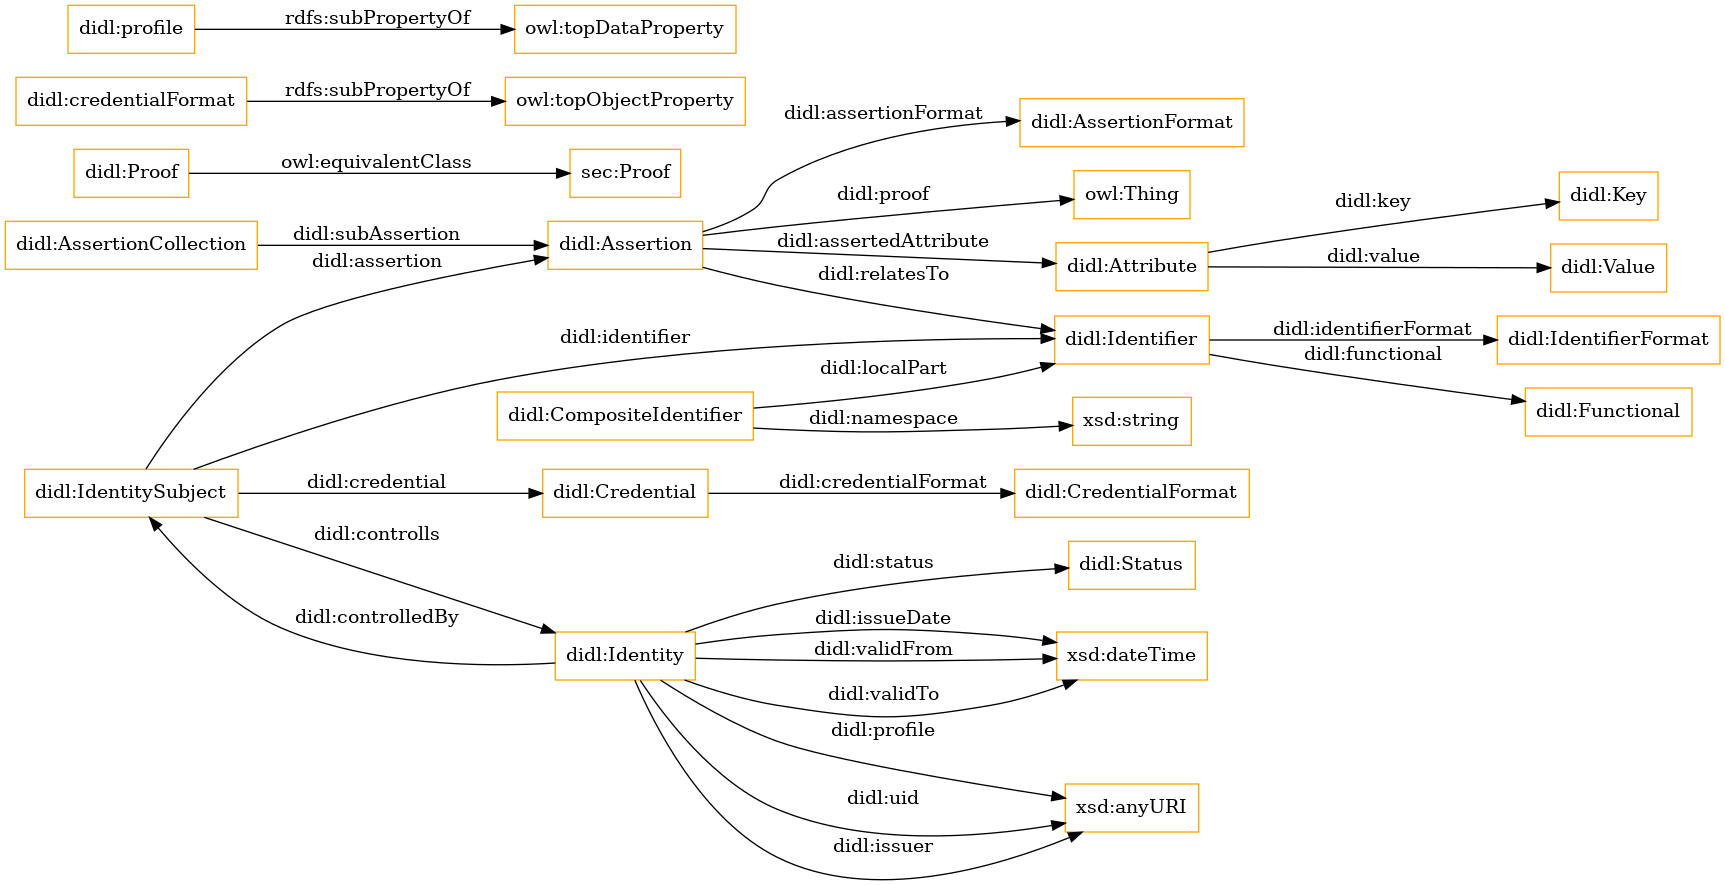 didl:profile
rdfs:subPropertyOf
owl:topDataProperty
didl:credentialFormat
rdfs:subPropertyOf
owl:topObjectProperty
didl:Proof
owl:equivalentClass
sec:Proof
didl:AssertionCollection
didl:subAssertion
didl:assertion
didl:Assertion
didl:assertionFormat
didl:AssertionFormat
didl:proof
owl:Thing
didl:assertedAttribute
didl:Attribute
didl:key
didl:Key
didl:value
didl:Value
didl:relatesTo
didl:identifier
didl:Identifier
didl:identifierFormat
didl:IdentifierFormat
didl:functional
didl:Functional
didl:CompositeIdentifier
didl:localPart
didl:namespace
xsd:string
didl:IdentitySubject
didl:credential
didl:Credential
didl:credentialFormat
didl:CredentialFormat
didl:controlls
didl:controlledBy
didl:Identity
didl:status
didl:Status
didl:issueDate
didl:validFrom
didl:validTo
xsd:dateTime
didl:profile
didl:uid
didl:issuer
xsd:anyURI